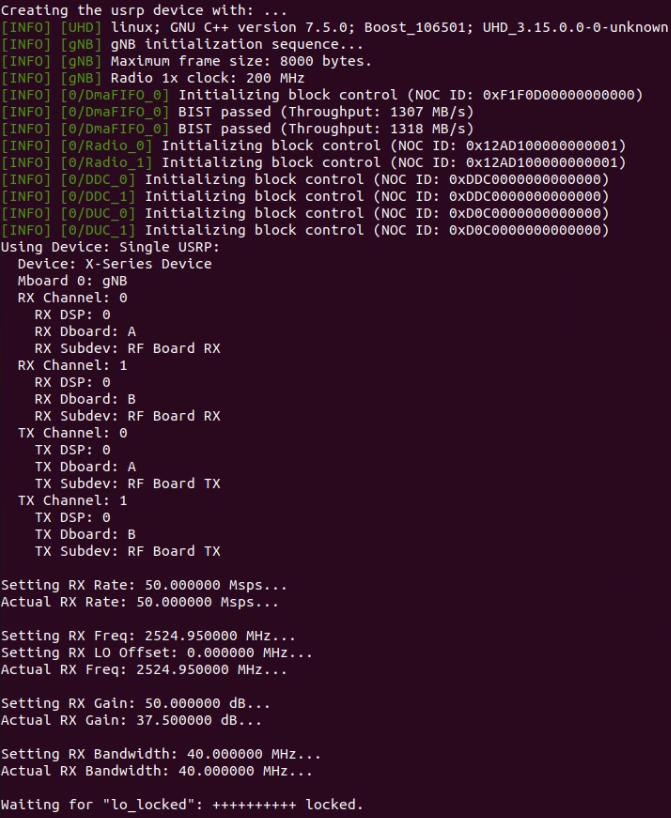 Creating the usrp device with: ...
[INFO] [UHD] linux; GNU C++ version 7.5.0; Boost_106501; UHD_3.15.0.0-0-unknown
[INFO] [gNB] gNB initialization sequence...
[INFO] [gNB] Maximum frame size: 8000 bytes.
[INFO] [gNB] Radio 1x clock: 200 MHz
[INFO] [0/DmaFIFO_0] Initializing block control (NOC ID: 0xF1F0D00000000000)
[INFO] [0/DmaFIFO_0] BIST passed (Throughput: 1307 MB/s)
[INFO] [0/DmaFIFO_0] BIST passed (Throughput: 1318 MB/s)
[INFO] [0/Radio_0] Initializing block control (NOC ID: 0x12AD100000000001)
[INFO] [0/Radio_1] Initializing block control (NOC ID: 0x12AD100000000001)
[INFO] [0/DDC_0] Initializing block control (NOC ID: 0xDDC0000000000000)
[INFO] [0/DDC_1] Initializing block control (NOC ID: 0xDDC0000000000000)
[INFO] [0/DUC_0] Initializing block control (NOC ID: 0xD0C0000000000000)
[INFO] [0/DUC_1] Initializing block control (NOC ID: 0xD0C0000000000000)
Using Device: Single USRP:
  Device: X-Series Device
  Mboard 0: gNB
  RX Channel: 0
    RX DSP: 0
    RX Dboard: A
    RX Subdev: RF Board RX
  RX Channel: 1
    RX DSP: 0
    RX Dboard: B
    RX Subdev: RF Board RX
  TX Channel: 0
    TX DSP: 0
    TX Dboard: A
    TX Subdev: RF Board TX
  TX Channel: 1
    TX DSP: 0
    TX Dboard: B
    TX Subdev: RF Board TX

Setting RX Rate: 50.000000 Msps...
Actual RX Rate: 50.000000 Msps...

Setting RX Freq: 2524.950000 MHz...
Setting RX LO Offset: 0.000000 MHz...
Actual RX Freq: 2524.950000 MHz...

Setting RX Gain: 50.000000 dB...
Actual RX Gain: 37.500000 dB...

Setting RX Bandwidth: 40.000000 MHz...
Actual RX Bandwidth: 40.000000 MHz...

Waiting for "lo_locked": ++++++++++ locked.